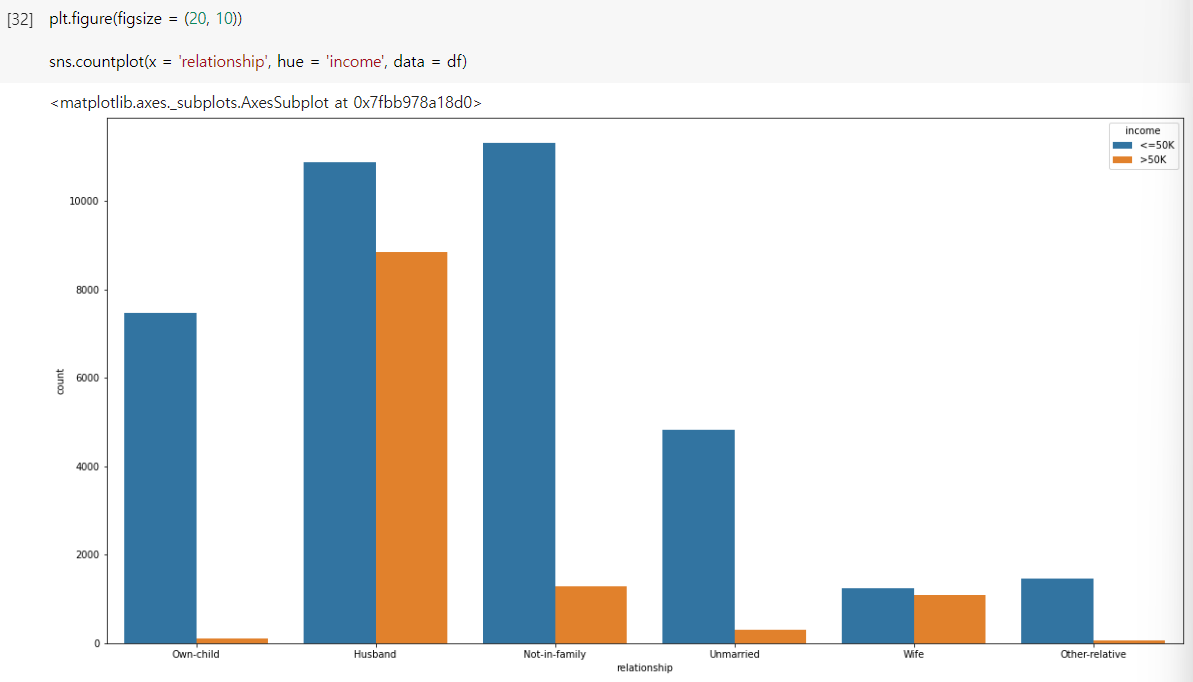 [32] plt.figure(figsize = (20, 10))
sns.countplot(x = 'relationship', hue = 'income', data = df)
<matplotlib.axes._subplots.AxesSubplot at 0x7fbb978a18d0>
income
<=50K
>50K
10000
8000
6000
4000
2000
0
count
Own-child Husband Not-in-family Unmarried Wife Other-relative
relationship